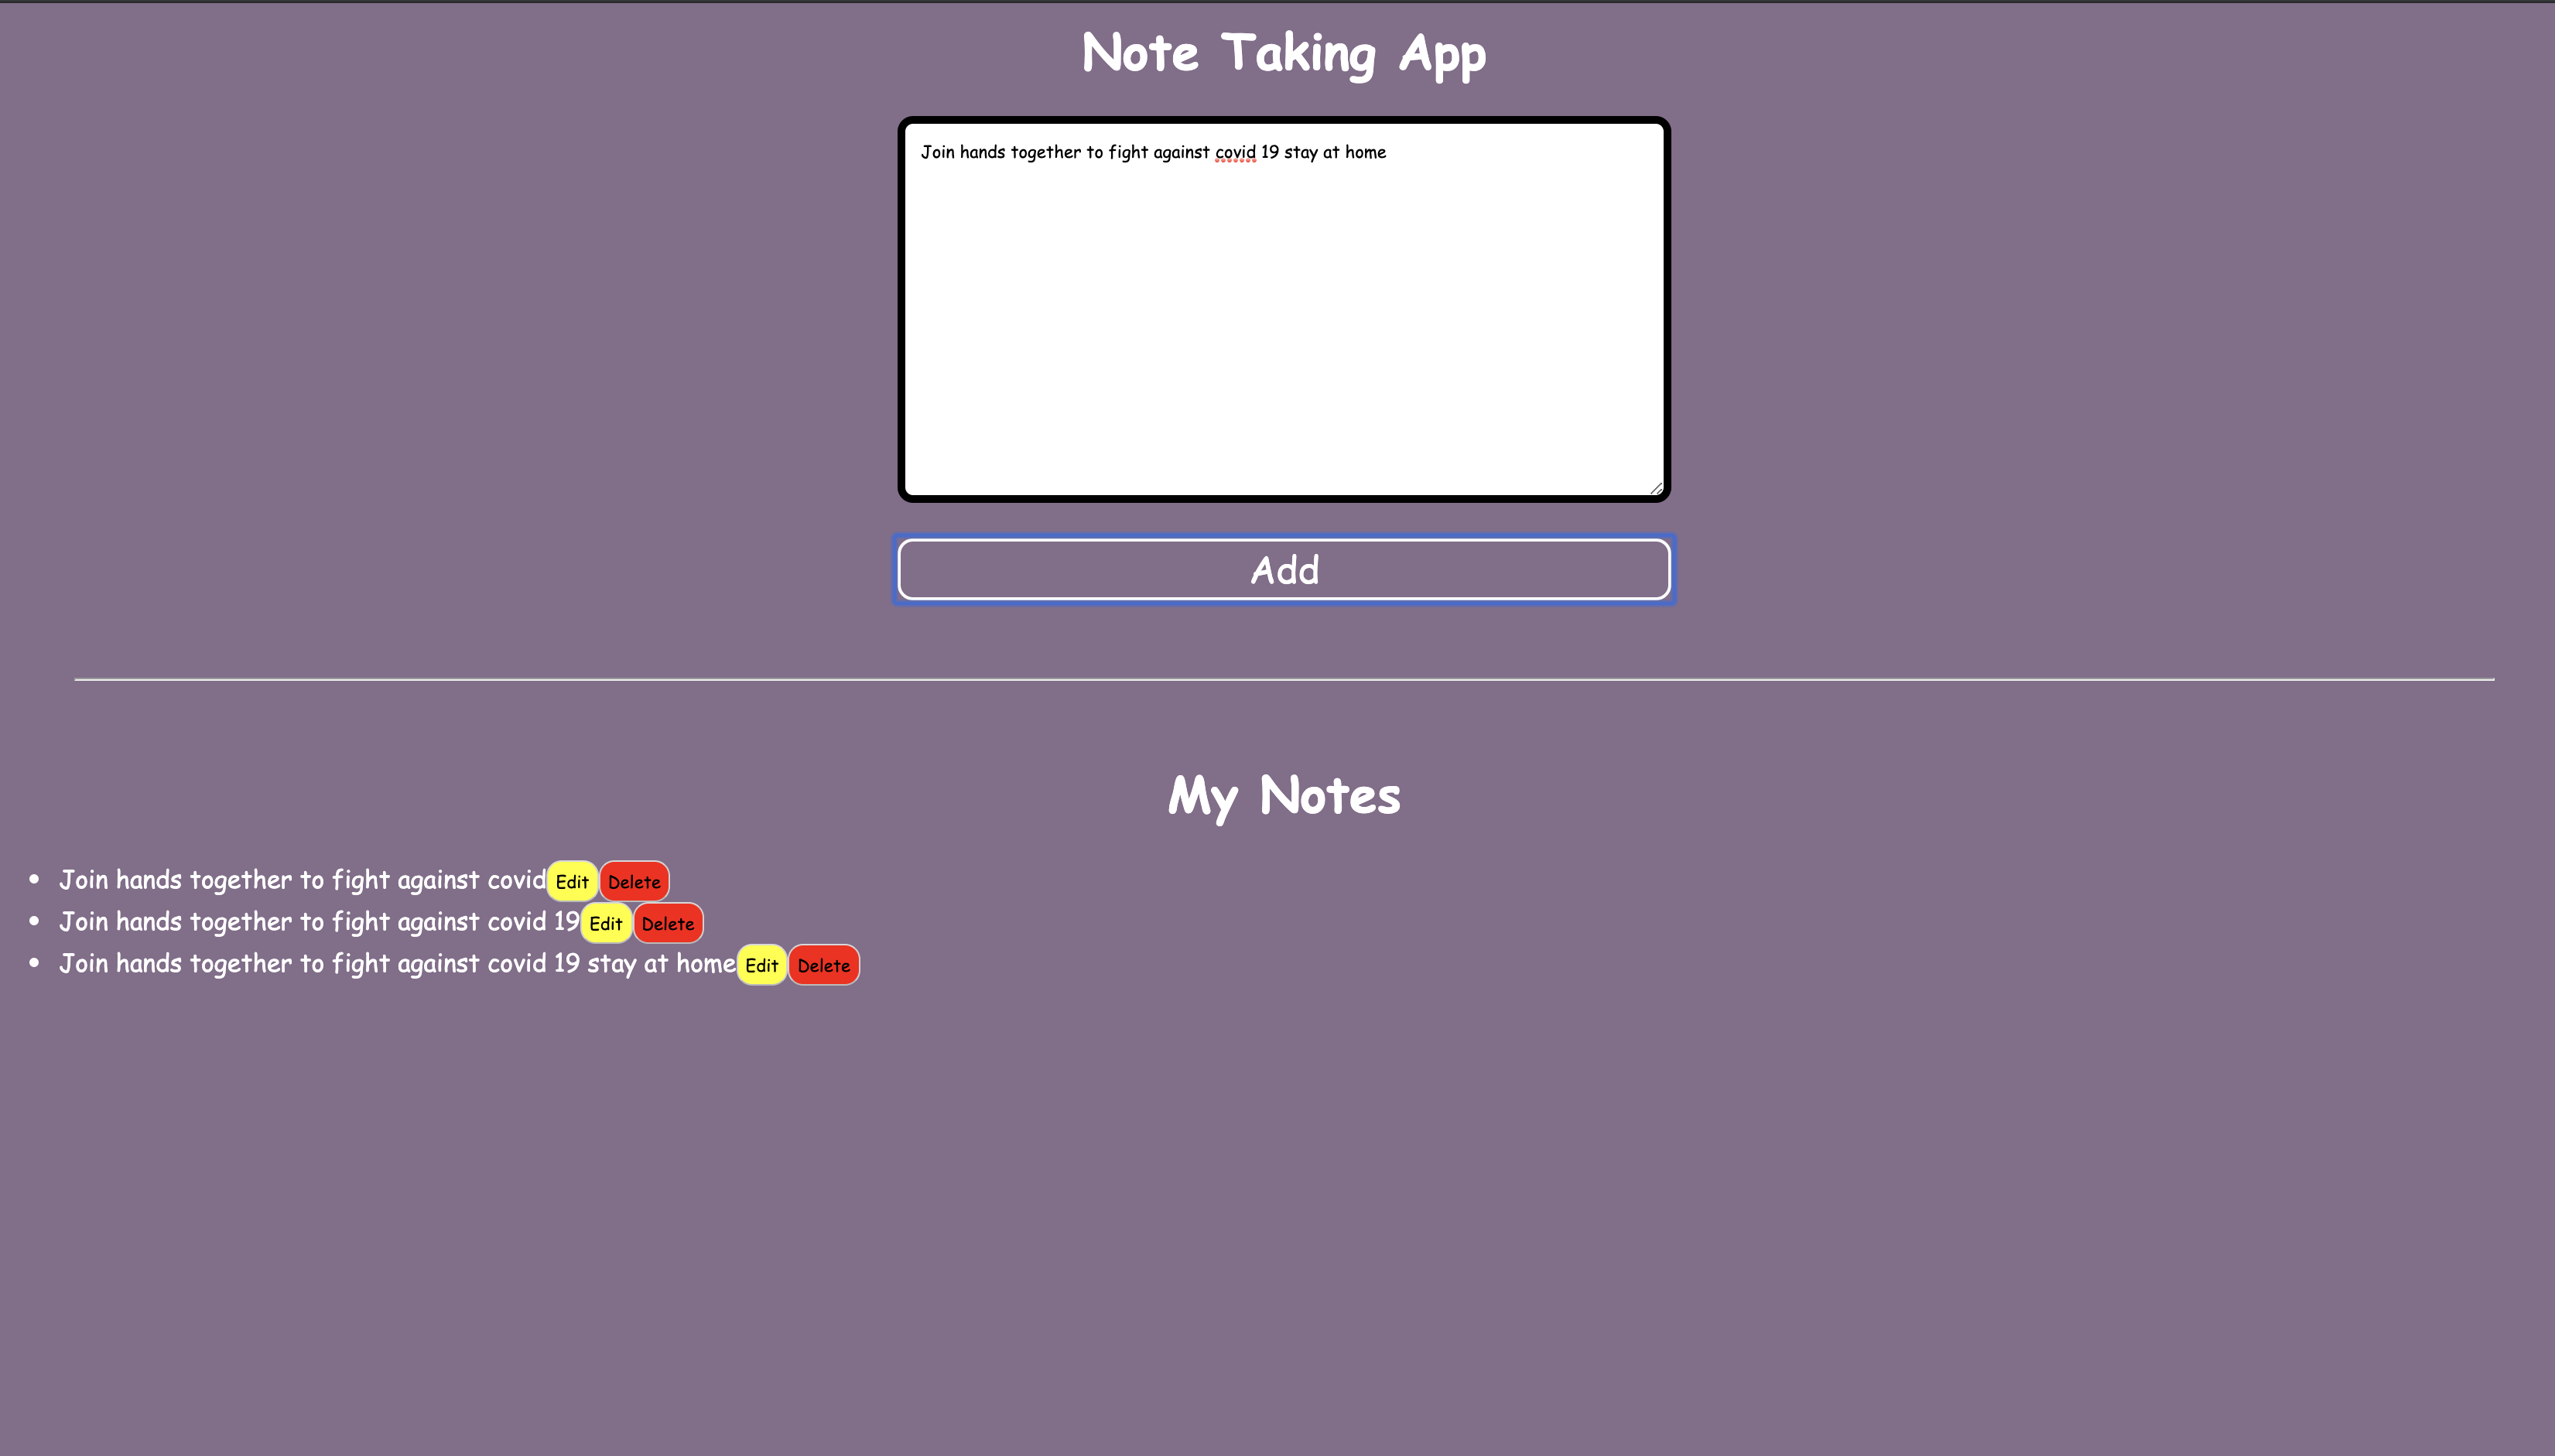 Note Taking App
Join hands together to fight against covid 19 stay at home
Add
My Notes
Join hands together to fight against covid Edit Delete
Join hands together to fight against covid 19 Edit Delete
Join hands together to fight against covid 19 stay at home Edit Delete